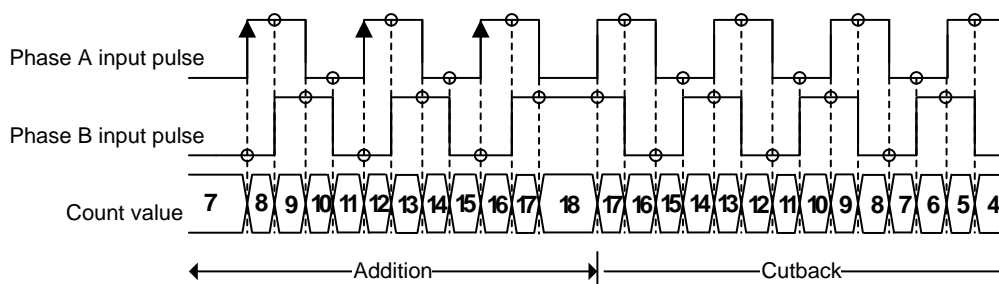 Phase A input pulse
Phase B input pulse
Count value 7 8 9 10 11 12 13 14 15 16 17 18 17 16 15 14 13 12 11 10 9 8 7 6 5 4
Addition Cutback